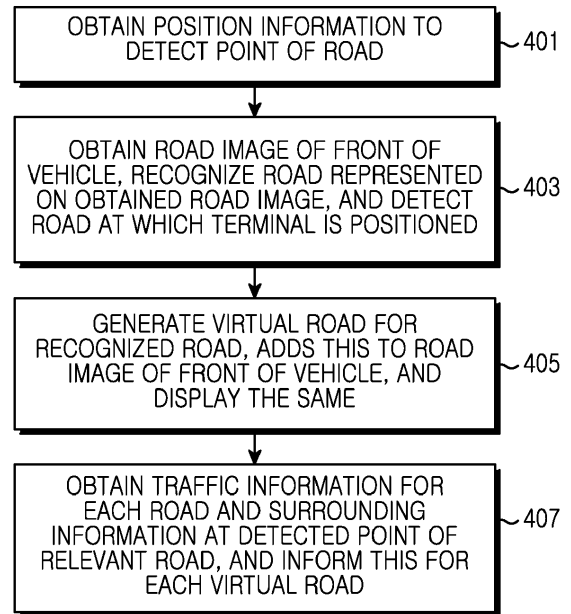 OBTAIN POSITION INFORMATION TO
DETECT POINT OF ROAD
401
OBTAIN ROAD IMAGE OF FRONT OF
VEHICLE, RECOGNIZE ROAD REPRESENTED
ON OBTAINED ROAD IMAGE, AND DETECT
ROAD AT WHICH TERMINAL IS POSITIONED
403
GENERATE VIRTUAL ROAD FOR
RECOGNIZED ROAD, ADDS THIS TO ROAD
IMAGE OF FRONT OF VEHICLE, AND
DISPLAY THE SAME
405
OBTAIN TRAFFIC INFORMATION FOR
EACH ROAD AND SURROUNDING
INFORMATION AT DETECTED POINT OF
RELEVANT ROAD, AND INFORM THIS FOR
EACH VIRTUAL ROAD
407